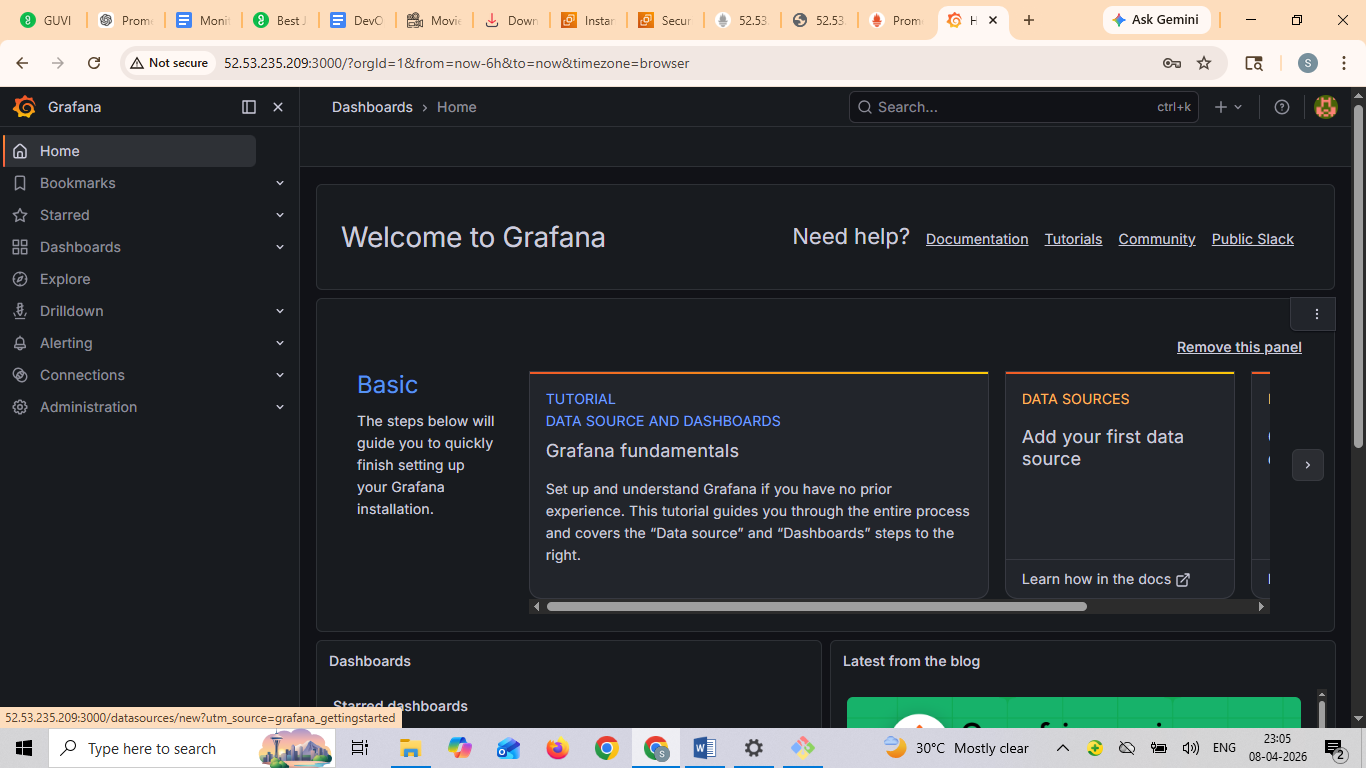 GUVI
Prome
Monit
Best J
DevO
Movie
Down
Instar
Secur
52.53.
52.53.
Prom
H
Ask Gemini
Not secure
52.53.235.209:3000/?orgId=1&from=now-6h&to=now&timezone=browser
S
Grafana
Dashboards › Home
Search...
ctrl+k
Home
Bookmarks
Starred
Dashboards
Explore
Drilldown
Alerting
Connections
Administration
Welcome to Grafana
Need help?
Documentation
Tutorials
Community
Public Slack
Remove this panel
Basic
The steps below will
guide you to quickly
finish setting up
your Grafana
installation.
TUTORIAL
DATA SOURCE AND DASHBOARDS
Grafana fundamentals
Set up and understand Grafana if you have no prior
experience. This tutorial guides you through the entire process
and covers the “Data source” and “Dashboards” steps to the
right.
DATA SOURCES
Add your first data
source
Learn how in the docs
Dashboards
Starred dashboards
Latest from the blog
52.53.235.209:3000/datasources/new?utm_source=grafana_gettingstarted
Type here to search
30°C Mostly clear
ENG
23:05
08-04-2026
2